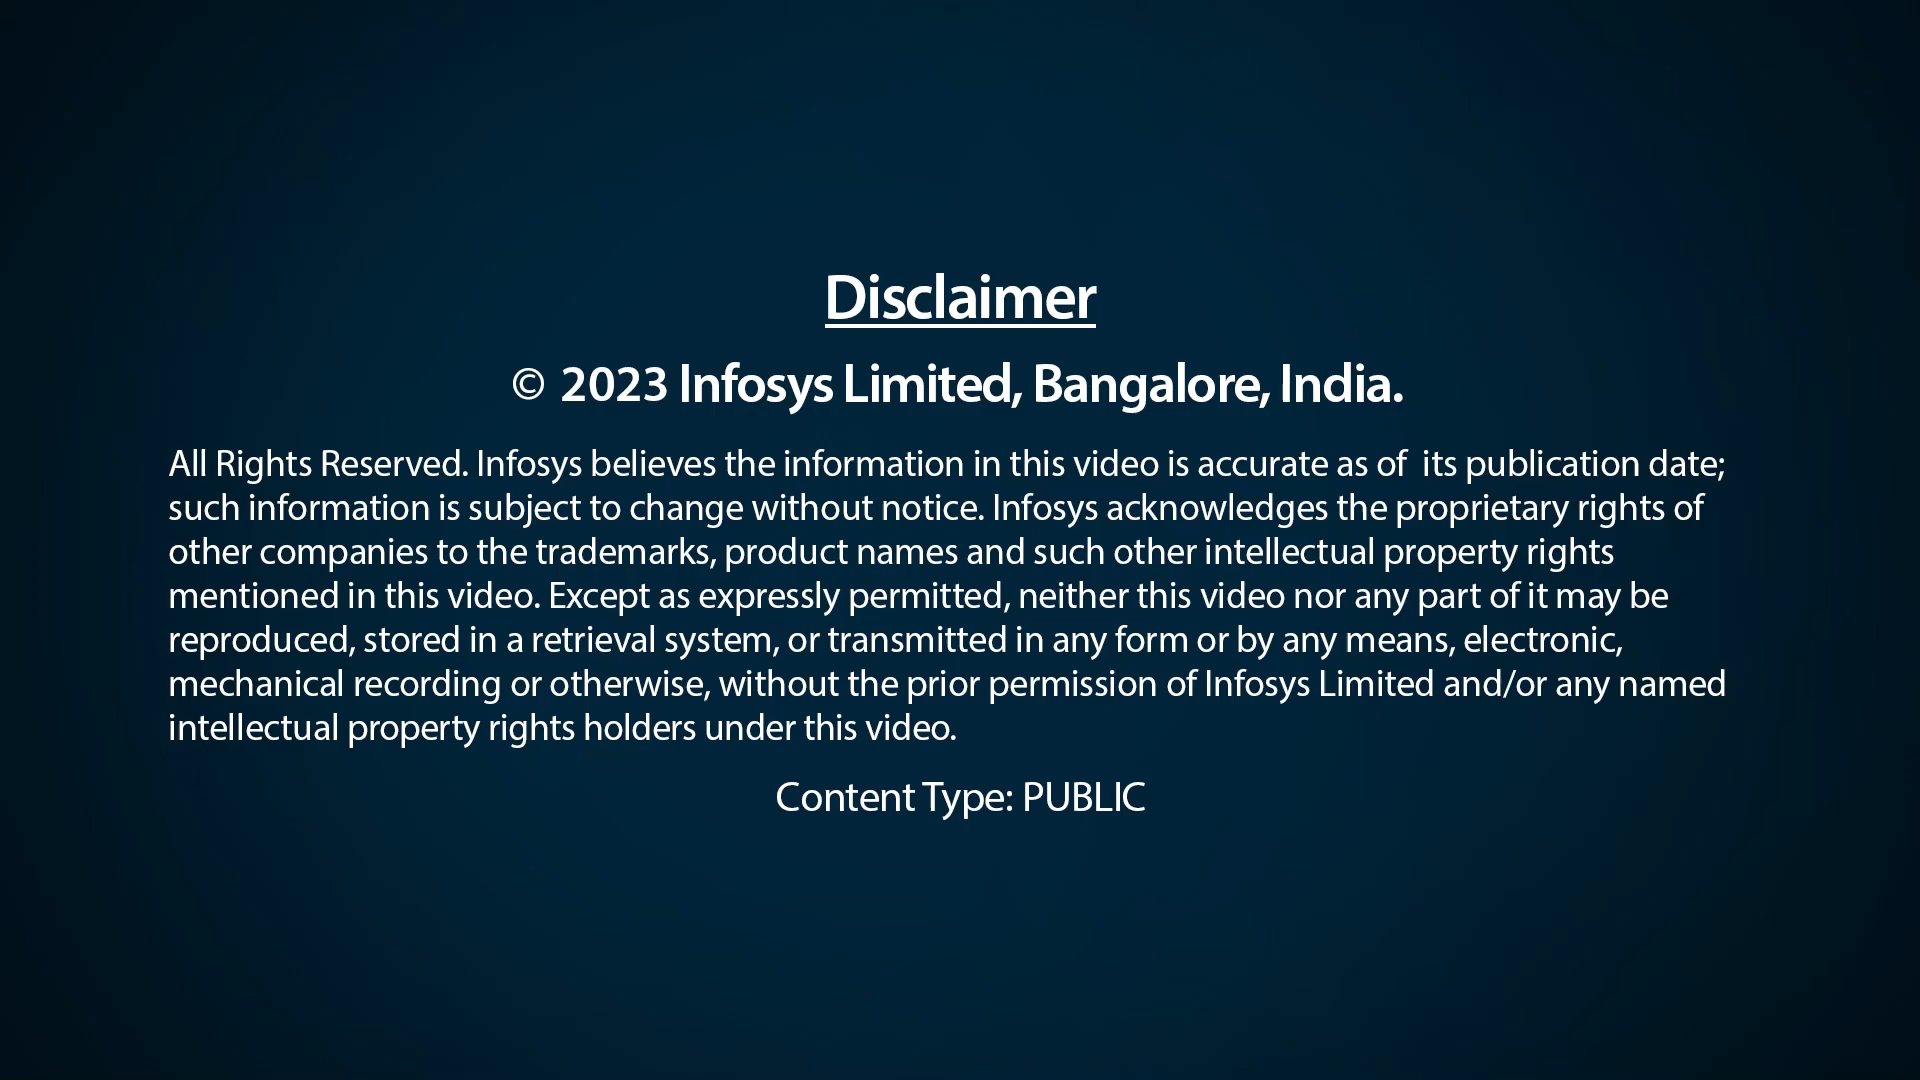 Disclaimer
© 2023 Infosys Limited, Bangalore, India.
All Rights Reserved. Infosys believes the information in this video is accurate as of  its publication date;
such information is subject to change without notice. Infosys acknowledges the proprietary rights of
other companies to the trademarks, product names and such other intellectual property rights
mentioned in this video. Except as expressly permitted, neither this video nor any part of it may be
reproduced, stored in a retrieval system, or transmitted in any form or by any means, electronic,
mechanical recording or otherwise, without the prior permission of Infosys Limited and/or any named
intellectual property rights holders under this video.
Content Type: PUBLIC